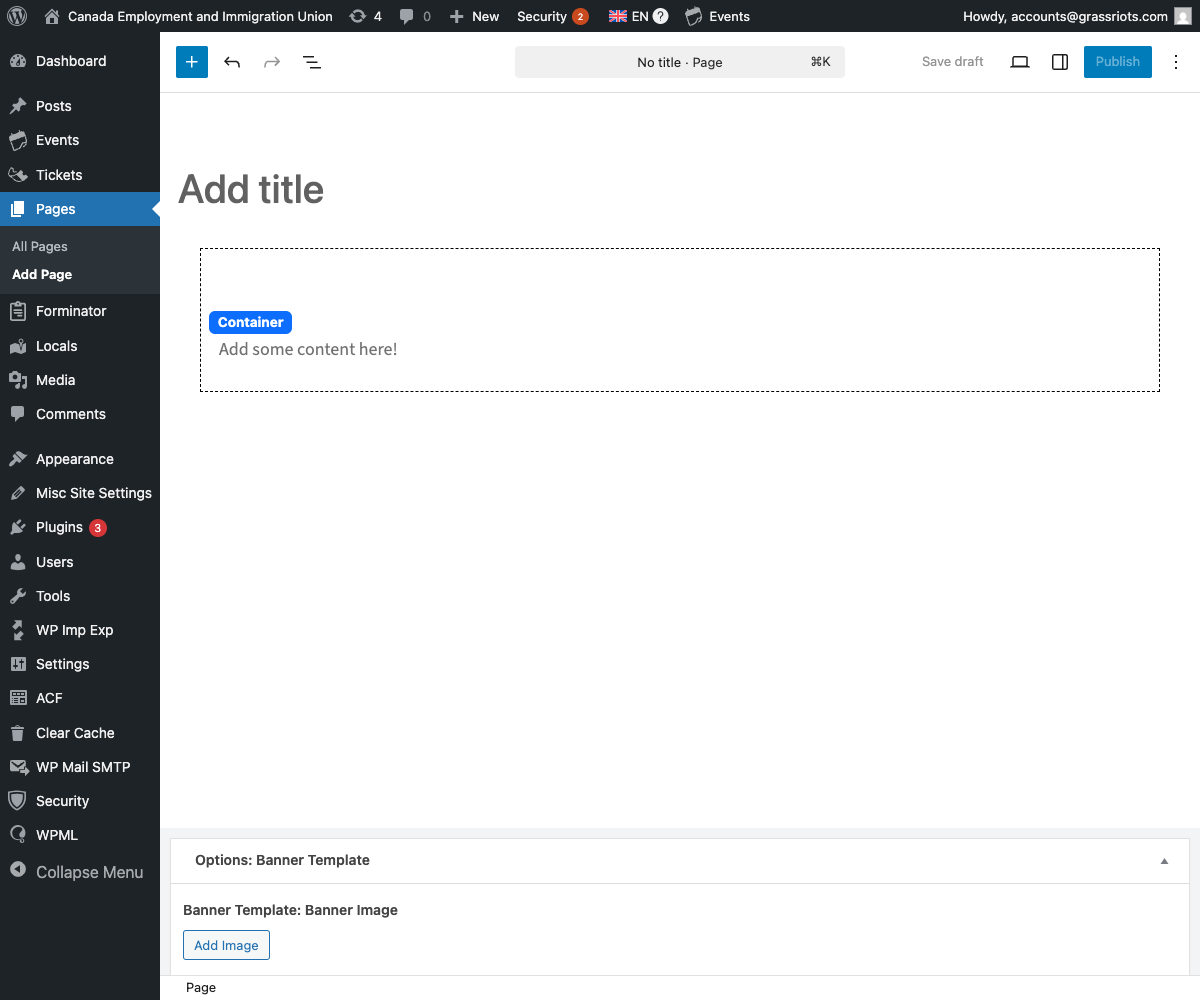 Canada Employment and Immigration Union 4 0 New Security 2 EN ? Events Howdy, accounts@grassriots.com
Dashboard
Posts
Events
Tickets
Pages
All Pages
Add Page
Forminator
Locals
Media
Comments
Appearance
Misc Site Settings
Plugins 3
Users
Tools
WP Imp Exp
Settings
ACF
Clear Cache
WP Mail SMTP
Security
WPML
Collapse Menu
No title · Page ⌘K
Save draft
Publish
Add title
Container
Add some content here!
Options: Banner Template
Banner Template: Banner Image
Add Image
Page